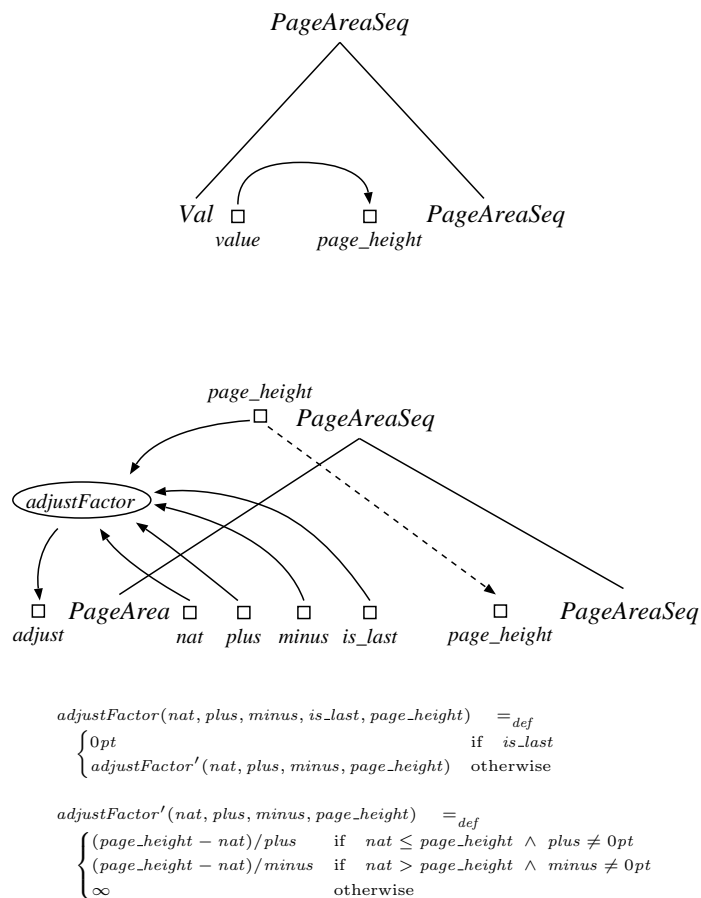 PageAreaSeq
Val PageAreaSeq
value page_height
page_height
PageAreaSeq
adjustFactor
PageArea PageAreaSeq
adjust nat plus minus is_last page_height
adjustFactor(nat, plus, minus, is_last, page_height) =def
{0pt if is_last
adjustFactor′(nat, plus, minus, page_height) otherwise
adjustFactor′(nat, plus, minus, page_height) =def
{(page_height − nat)/plus if nat ≤ page_height ∧ plus ≠ 0pt
(page_height − nat)/minus if nat > page_height ∧ minus ≠ 0pt
∞ otherwise